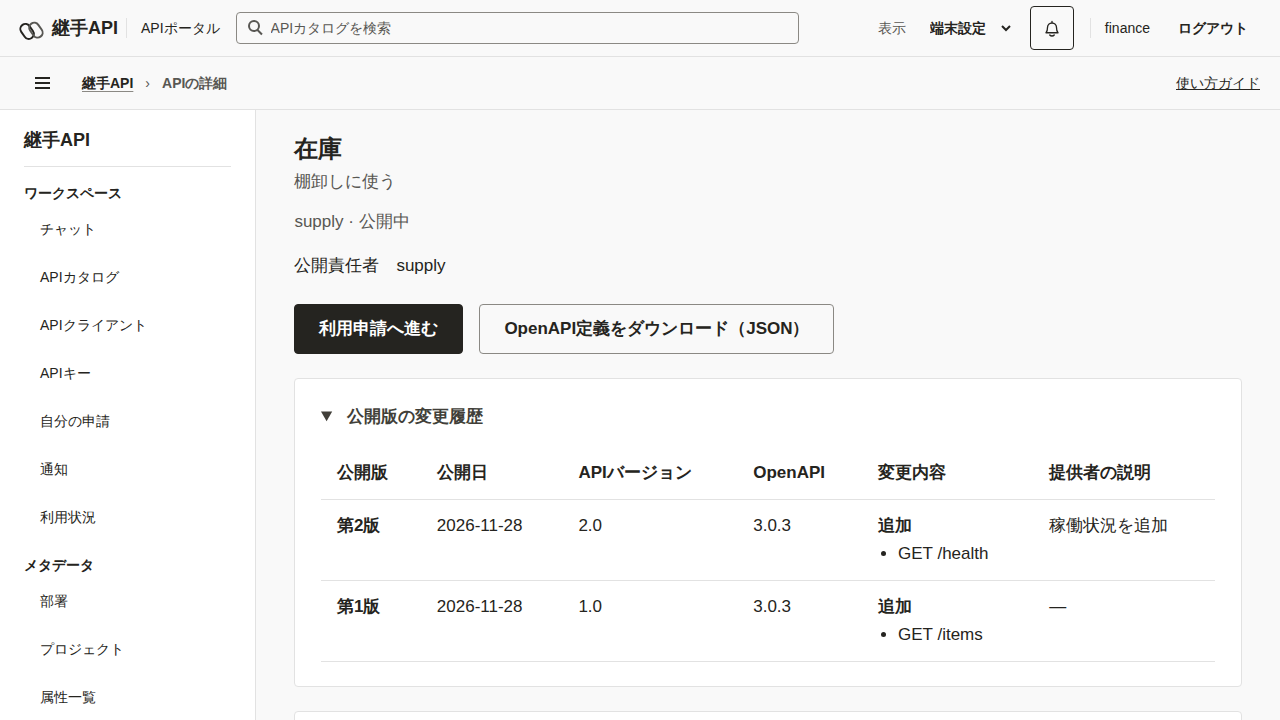 継手API APIポータル APIカタログを検索 表示 端末設定 finance ログアウト
継手API › APIの詳細 使い方ガイド
継手API
ワークスペース
チャット
APIカタログ
APIクライアント
APIキー
自分の申請
通知
利用状況
メタデータ
部署
プロジェクト
属性一覧
在庫
棚卸しに使う
supply · 公開中
公開責任者 supply
利用申請へ進む OpenAPI定義をダウンロード（JSON）
▼ 公開版の変更履歴
公開版 公開日 APIバージョン OpenAPI 変更内容 提供者の説明
第2版 2026-11-28 2.0 3.0.3 追加 稼働状況を追加
• GET /health
第1版 2026-11-28 1.0 3.0.3 追加 —
• GET /items